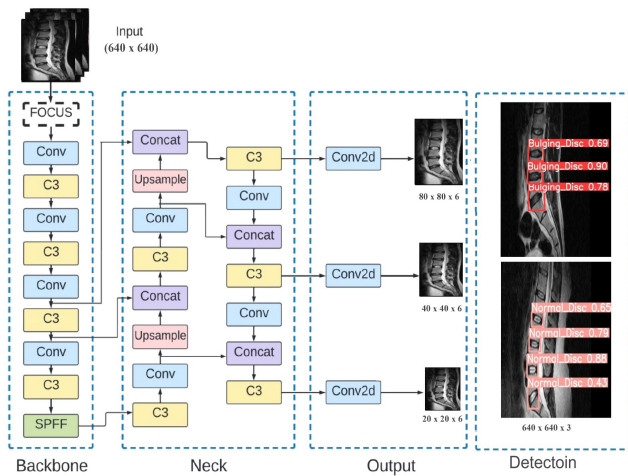 Input
(640 x 640)
FOCUS
Conv
C3
Conv
C3
Conv
C3
Conv
C3
SPFF
Backbone
Concat
Upsample
Conv
C3
Concat
Upsample
Conv
C3
C3
Conv
Concat
C3
Conv
Concat
C3
Neck
Conv2d
80 x 80 x 6
Conv2d
40 x 40 x 6
Conv2d
20 x 20 x 6
Output
Bulging_Disc 0.69
Bulging_Disc 0.90
Bulging_Disc 0.78
Normal_Disc 0.65
Normal_Disc 0.79
Normal_Disc 0.88
Normal_Disc 0.43
640 x 640 x 3
Detectoin